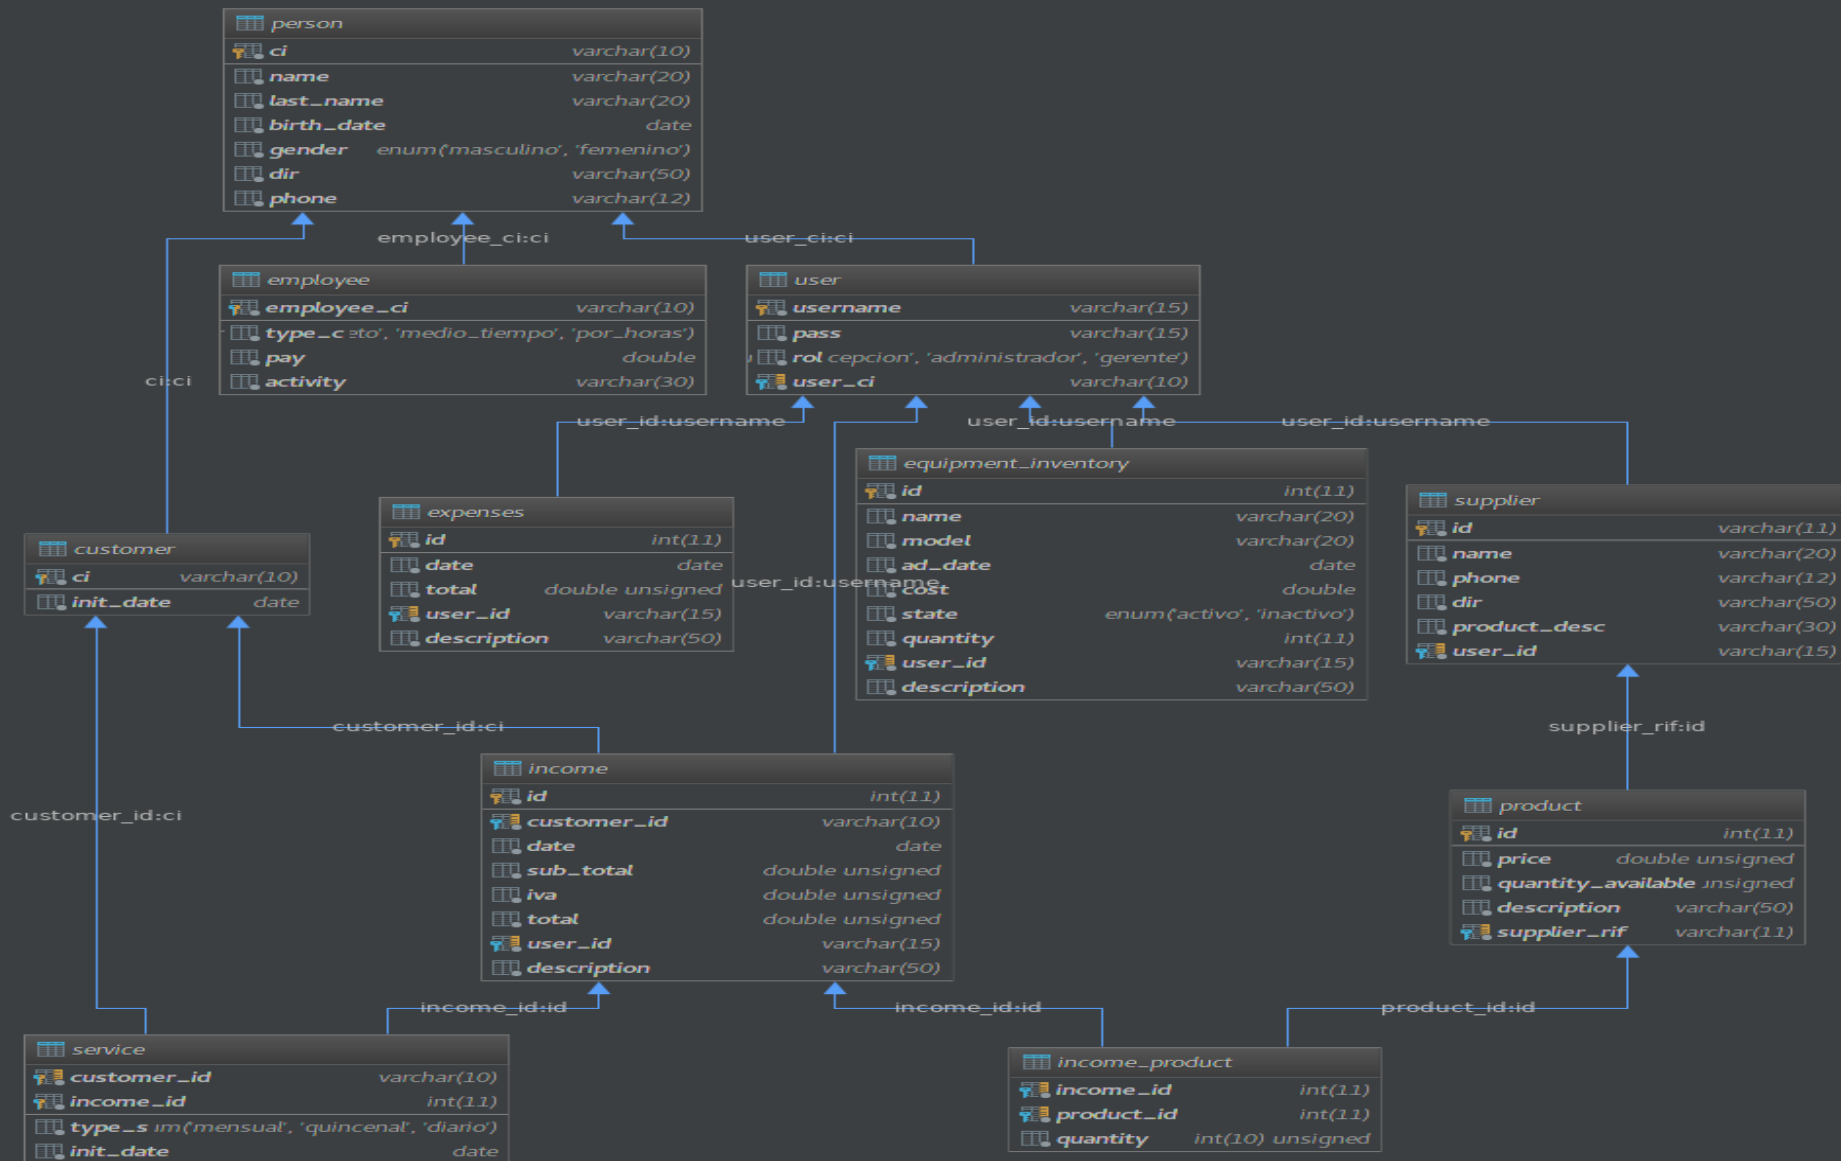 person
ci varchar(10)
name varchar(20)
last_name varchar(20)
birth_date date
gender enum('masculino', 'femenino')
dir varchar(50)
phone varchar(12)
employee_ci:ci
user_ci:ci
employee
employee_ci varchar(10)
type_c eto', 'medio_tiempo', 'por_horas')
pay double
activity varchar(30)
user
username varchar(15)
pass varchar(15)
rol cepcion', 'administrador', 'gerente')
user_ci varchar(10)
ci:ci
user_id:username
user_id:username
user_id:username
equipment_inventory
id int(11)
name varchar(20)
model varchar(20)
ad_date date
cost double
state enum('activo', 'inactivo')
quantity int(11)
user_id varchar(15)
description varchar(50)
supplier
id varchar(11)
name varchar(20)
phone varchar(12)
dir varchar(50)
product_desc varchar(30)
user_id varchar(15)
expenses
id int(11)
date date
total double unsigned
user_id varchar(15)
description varchar(50)
user_id:username
customer
ci varchar(10)
init_date date
customer_id:ci
supplier_rif:id
income
id int(11)
customer_id varchar(10)
date date
sub_total double unsigned
iva double unsigned
total double unsigned
user_id varchar(15)
description varchar(50)
customer_id:ci
product
id int(11)
price double unsigned
quantity_available unsigned
description varchar(50)
supplier_rif varchar(11)
income_id:id
income_id:id
product_id:id
service
customer_id varchar(10)
income_id int(11)
type_s um('mensual', 'quincenal', 'diario')
init_date date
income_product
income_id int(11)
product_id int(11)
quantity int(10) unsigned